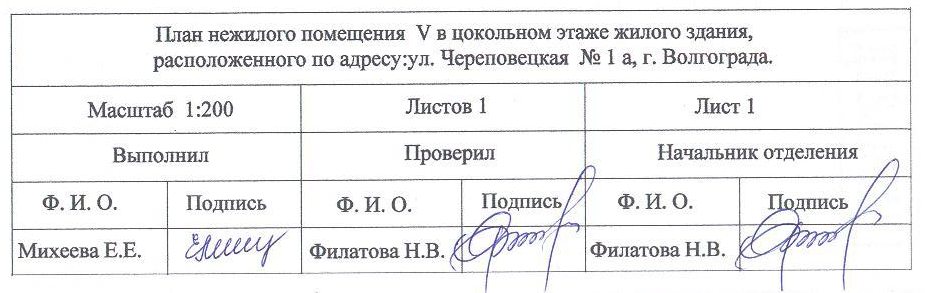 План нежилого помещения V в цокольном этаже жилого здания,
расположенного по адресу:ул. Череповецкая № 1 а, г. Волгограда.
Масштаб 1:200 Листов 1 Лист 1
Выполнил Проверил Начальник отделения
Ф. И. О. Подпись Ф. И. О. Подпись Ф. И. О. Подпись
Михеева Е.Е. Филатова Н.В. Филатова Н.В.